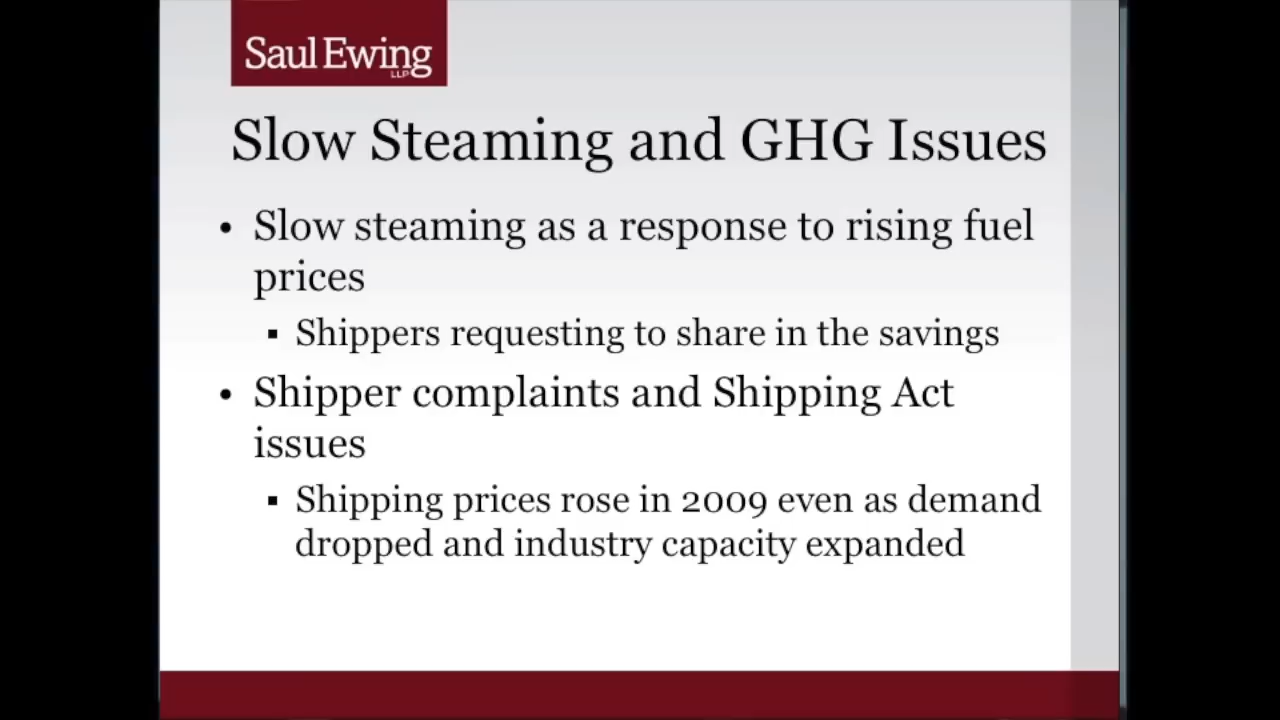 Saul Ewing
LLP
Slow Steaming and GHG Issues
• Slow steaming as a response to rising fuel
prices
▪ Shippers requesting to share in the savings
• Shipper complaints and Shipping Act
issues
▪ Shipping prices rose in 2009 even as demand
dropped and industry capacity expanded